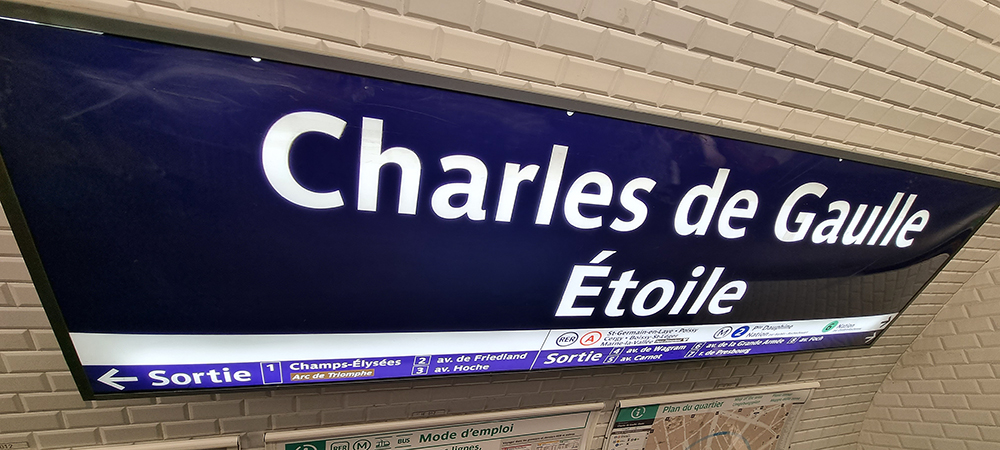 Charles de Gaulle
Étoile
RER A St-Germain-en-Laye • Poissy
Cergy • Boissy-St-Léger
Marne-la-Vallée
M 2 Pte Dauphine
Nation
6 Nation
← Sortie 1 Champs-Élysées
Arc de Triomphe
2 av. de Friedland
3 av. Hoche
Sortie 4 av. de Wagram
5 av. Carnot
6 av. de la Grande Armée
7 r. de Presbourg
8 av. Foch
i RER M BUS Mode d'emploi
lignes,
i Plan du quartier